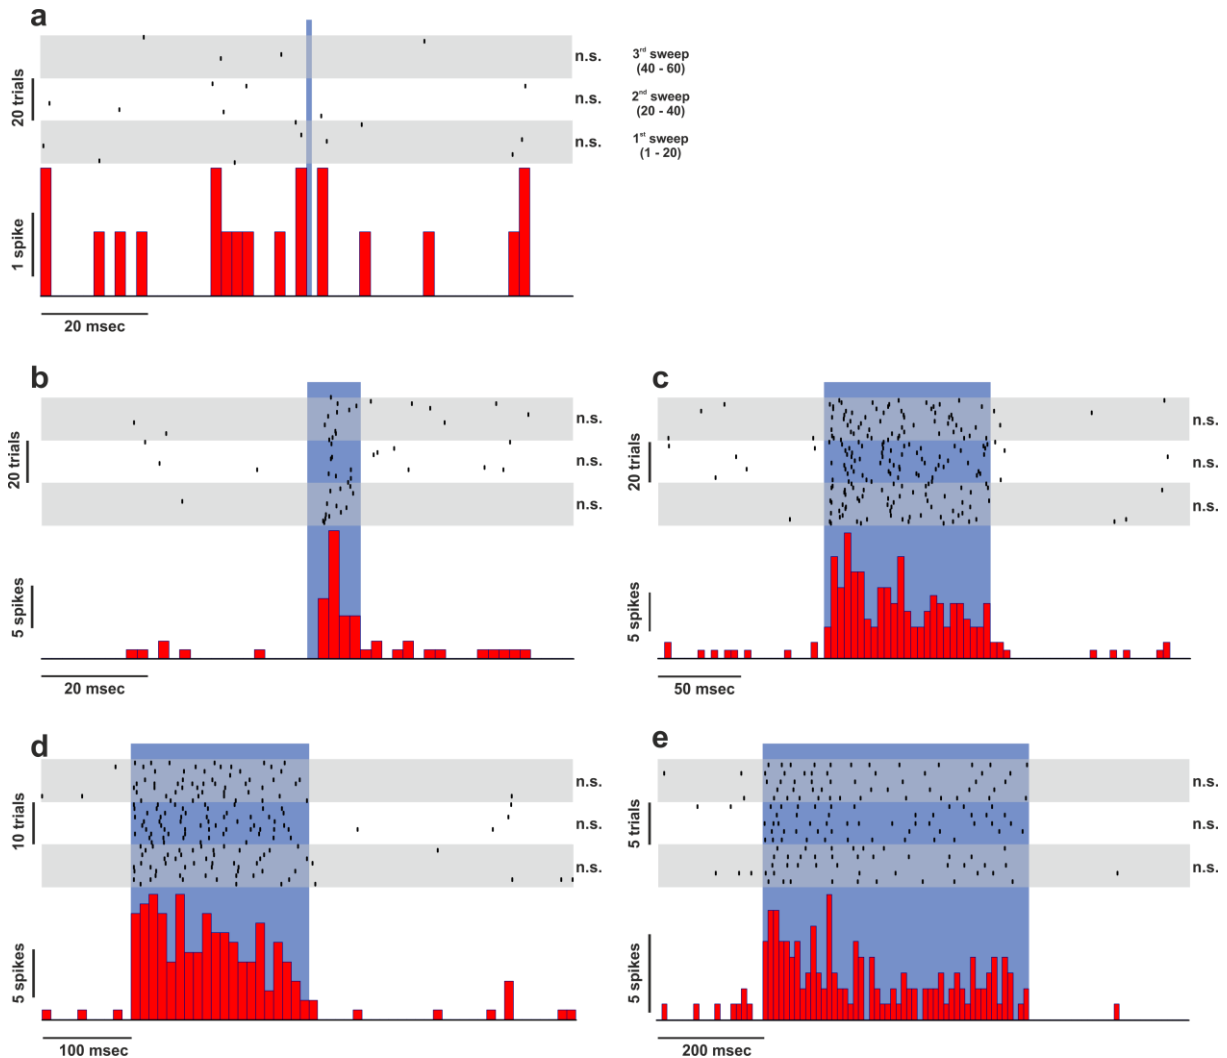 a
n.s.
3rd sweep
(40 - 60)
20 trials
n.s.
2nd sweep
(20 - 40)
n.s.
1st sweep
(1 - 20)
1 spike
20 msec
b
n.s.
20 trials
n.s.
n.s.
5 spikes
20 msec
c
n.s.
20 trials
n.s.
n.s.
5 spikes
50 msec
d
n.s.
10 trials
n.s.
n.s.
5 spikes
100 msec
e
n.s.
5 trials
n.s.
n.s.
5 spikes
200 msec